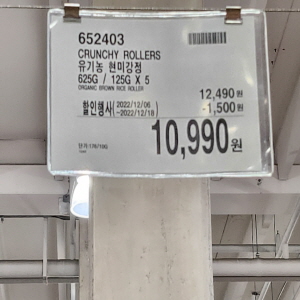 652403
CRUNCHY ROLLERS
유기농 현미강정
625G / 125G X 5
ORGANIC BROWN RICE ROLLER
12,490원
할인행사 (2022/12/06 ~2022/12/18) -1,500원
10,990원